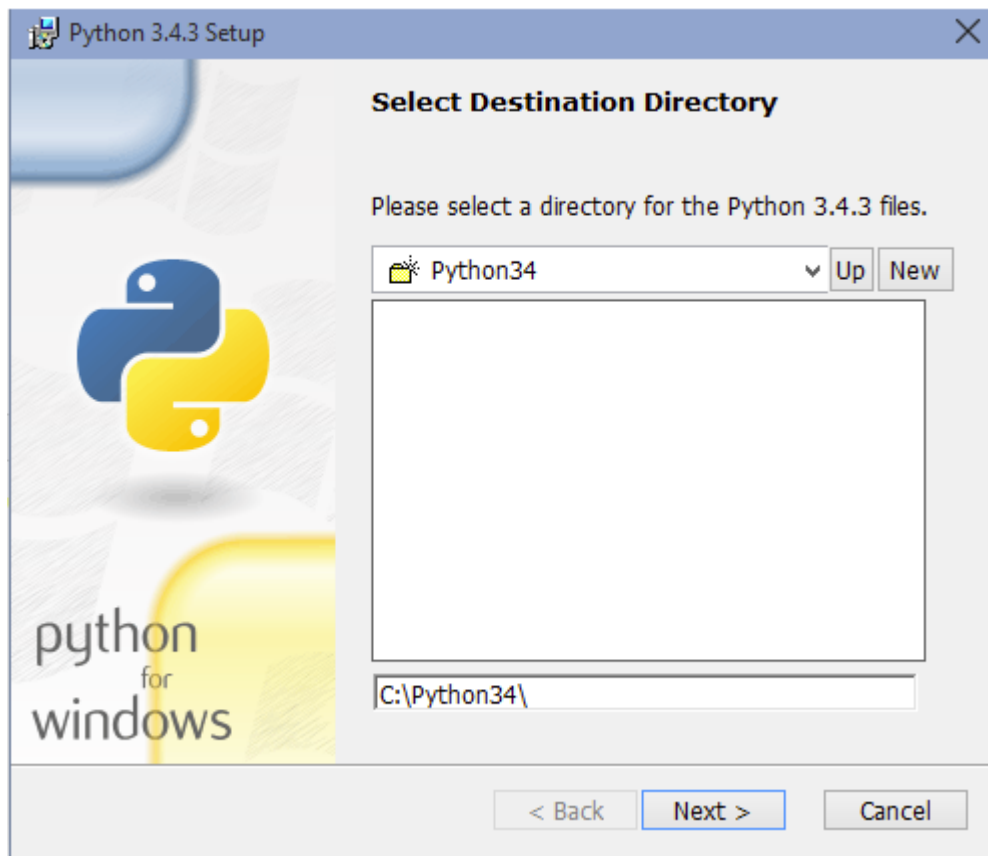 Python 3.4.3 Setup
Select Destination Directory
Please select a directory for the Python 3.4.3 files.
Python34
Up
New
C:\Python34\
python
for
windows
< Back
Next >
Cancel